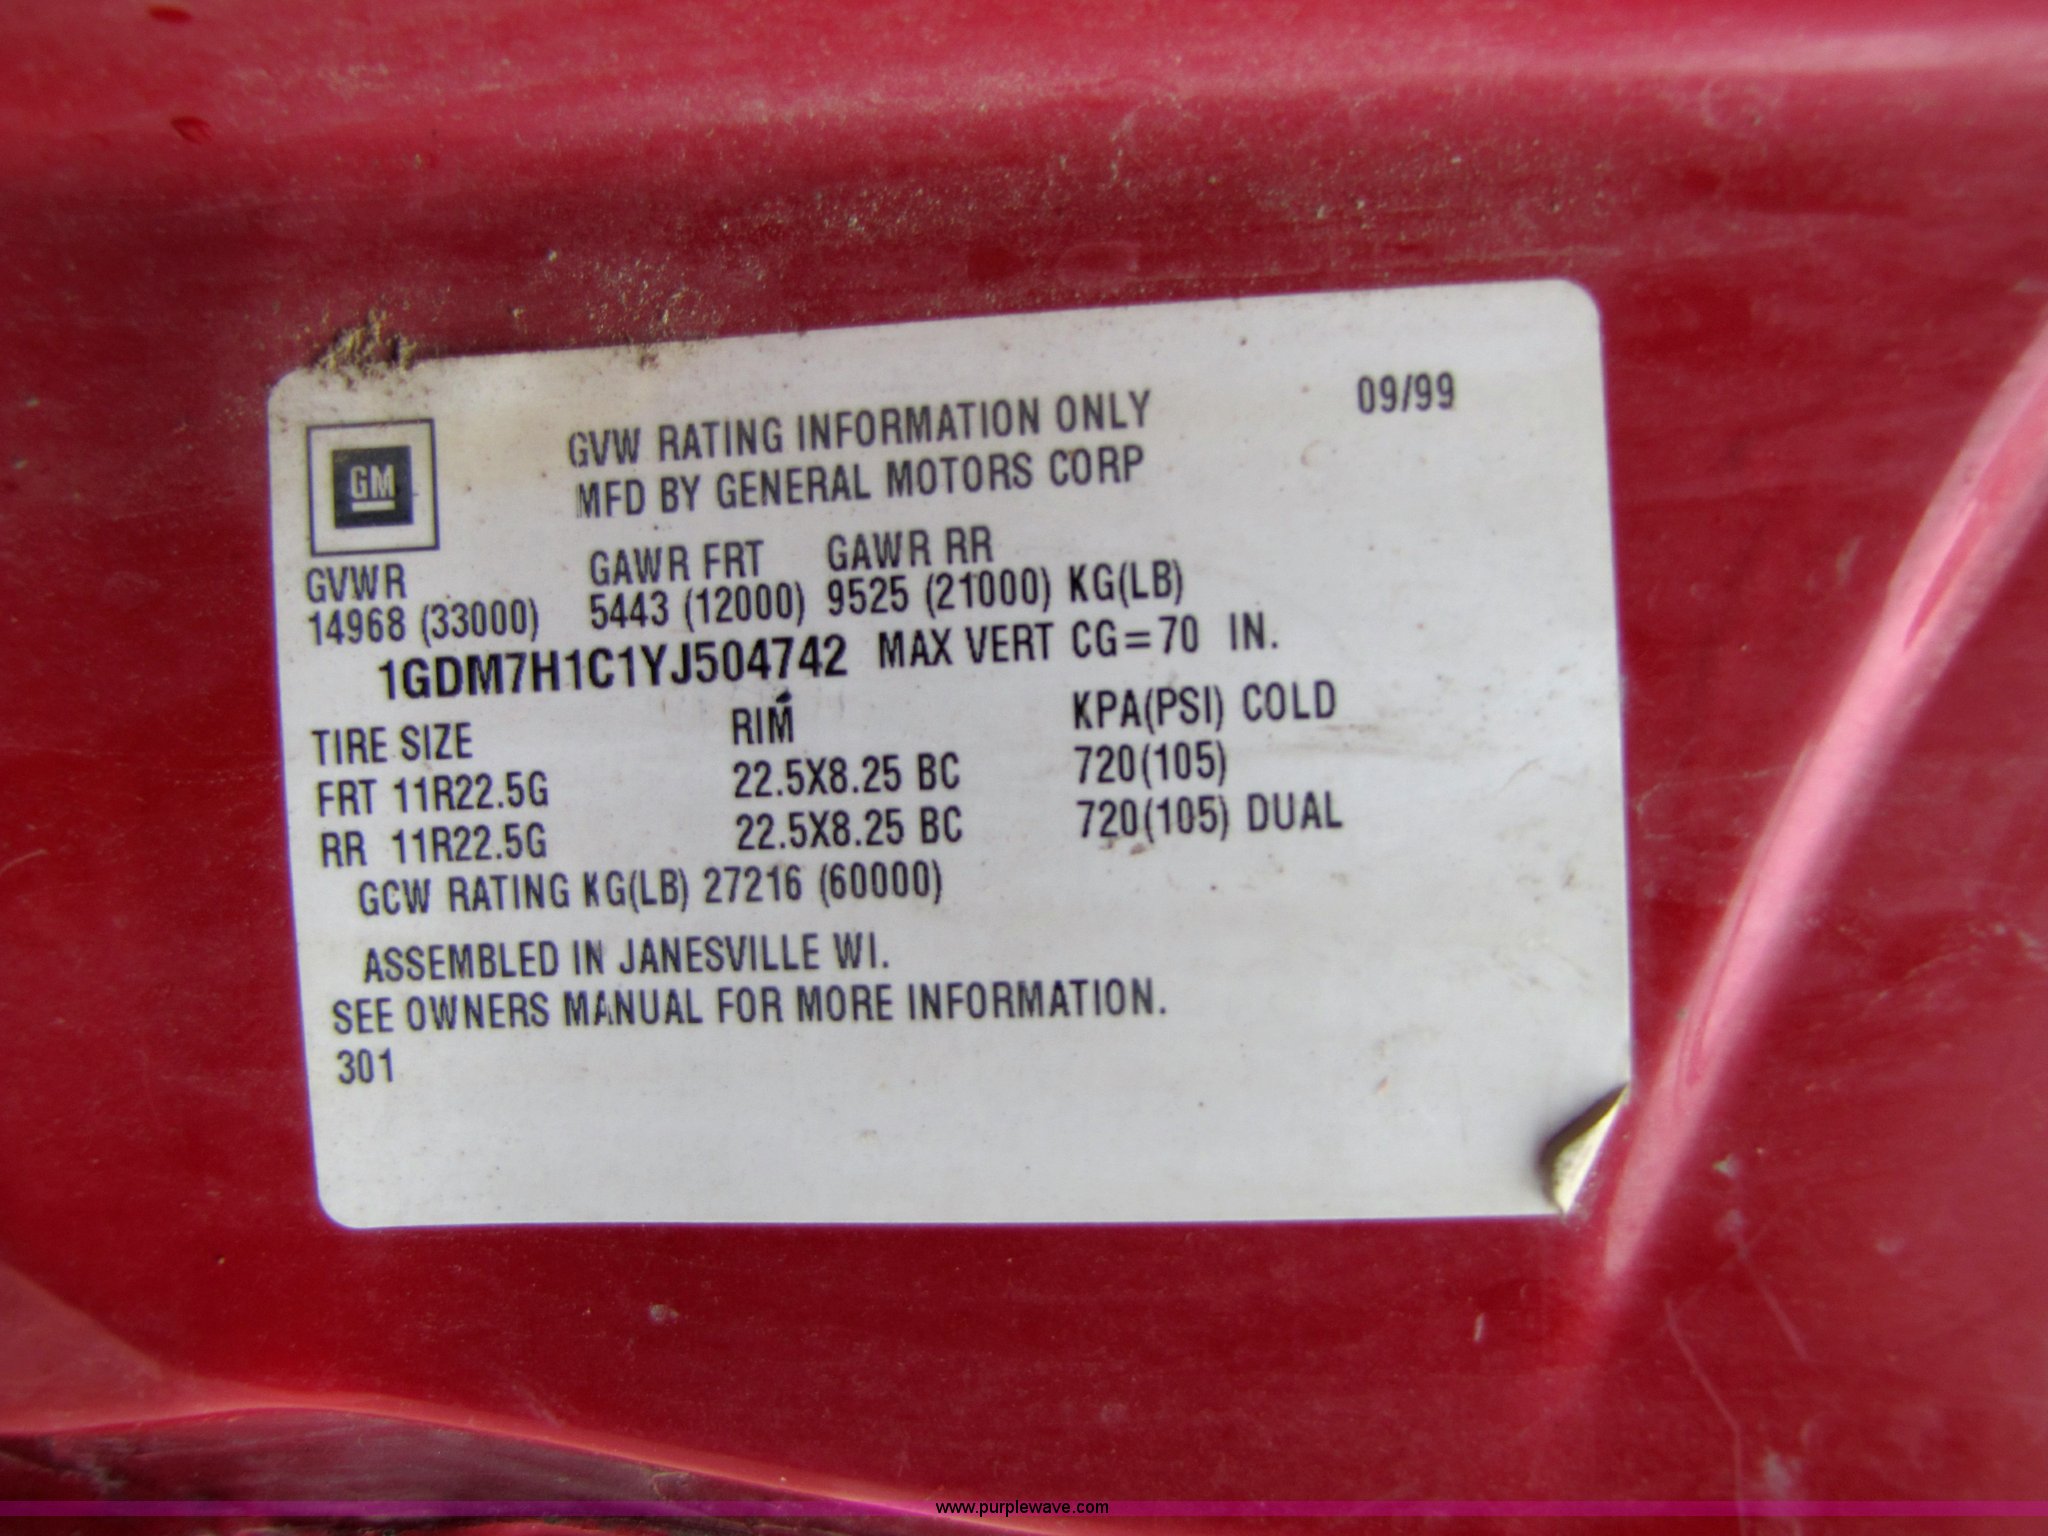 GM
GVW RATING INFORMATION ONLY 09/99
MFD BY GENERAL MOTORS CORP
GVWR GAWR FRT GAWR RR
14968 (33000) 5443 (12000) 9525 (21000) KG(LB)
1GDM7H1C1YJ504742 MAX VERT CG=70 IN.
TIRE SIZE RIM KPA(PSI) COLD
FRT 11R22.5G 22.5X8.25 BC 720(105)
RR 11R22.5G 22.5X8.25 BC 720(105) DUAL
GCW RATING KG(LB) 27216 (60000)
ASSEMBLED IN JANESVILLE WI.
SEE OWNERS MANUAL FOR MORE INFORMATION.
301
www.purplewave.com